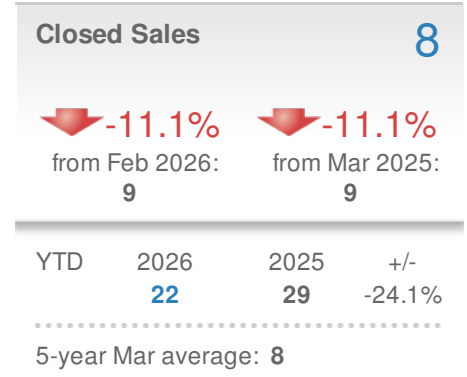 Closed Sales 8
-11.1% -11.1%
from Feb 2026: from Mar 2025:
9 9
YTD 2026 2025 +/-
22 29 -24.1%
5-year Mar average: 8